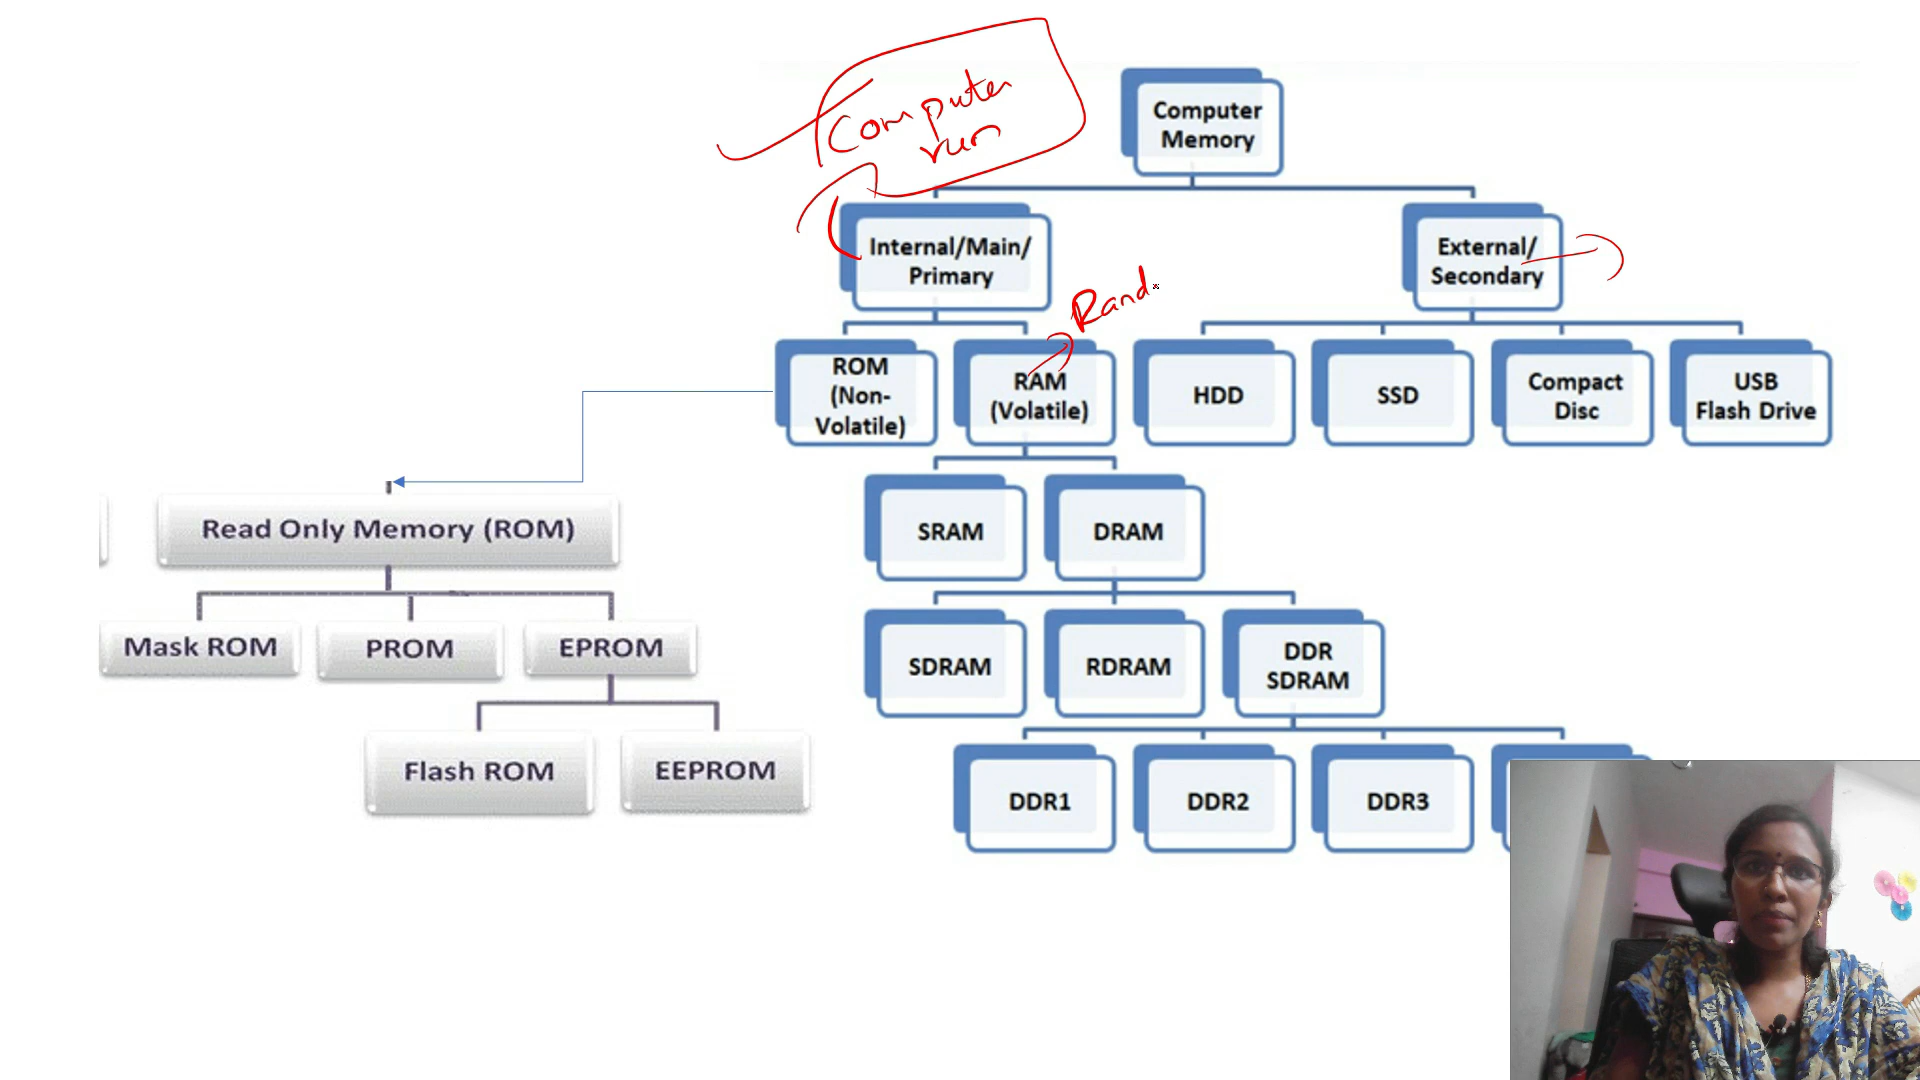 Computer
run
Computer
Memory
Internal/Main/
Primary
External/
Secondary
Rand
ROM
(Non-
Volatile)
RAM
(Volatile)
HDD
SSD
Compact
Disc
USB
Flash Drive
SRAM
DRAM
Read Only Memory (ROM)
Mask ROM
PROM
EPROM
SDRAM
RDRAM
DDR
SDRAM
Flash ROM
EEPROM
DDR1
DDR2
DDR3